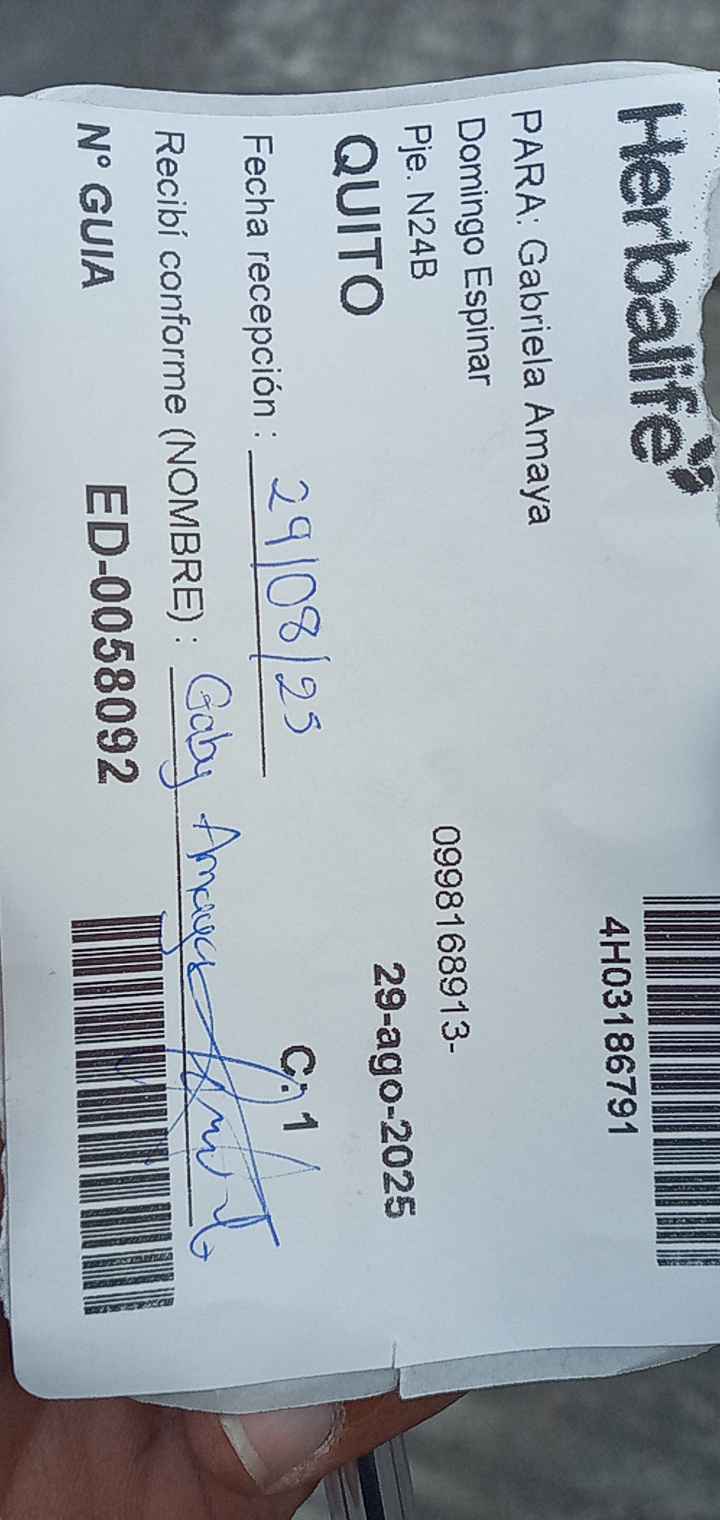 Herbalife
4H03186791
PARA: Gabriela Amaya
Domingo Espinar 0998168913-
Pje. N24B
QUITO 29-ago-2025
Fecha recepción : 29/08/25 C: 1
Recibí conforme (NOMBRE) : Gaby Amaya
N° GUIA ED-0058092